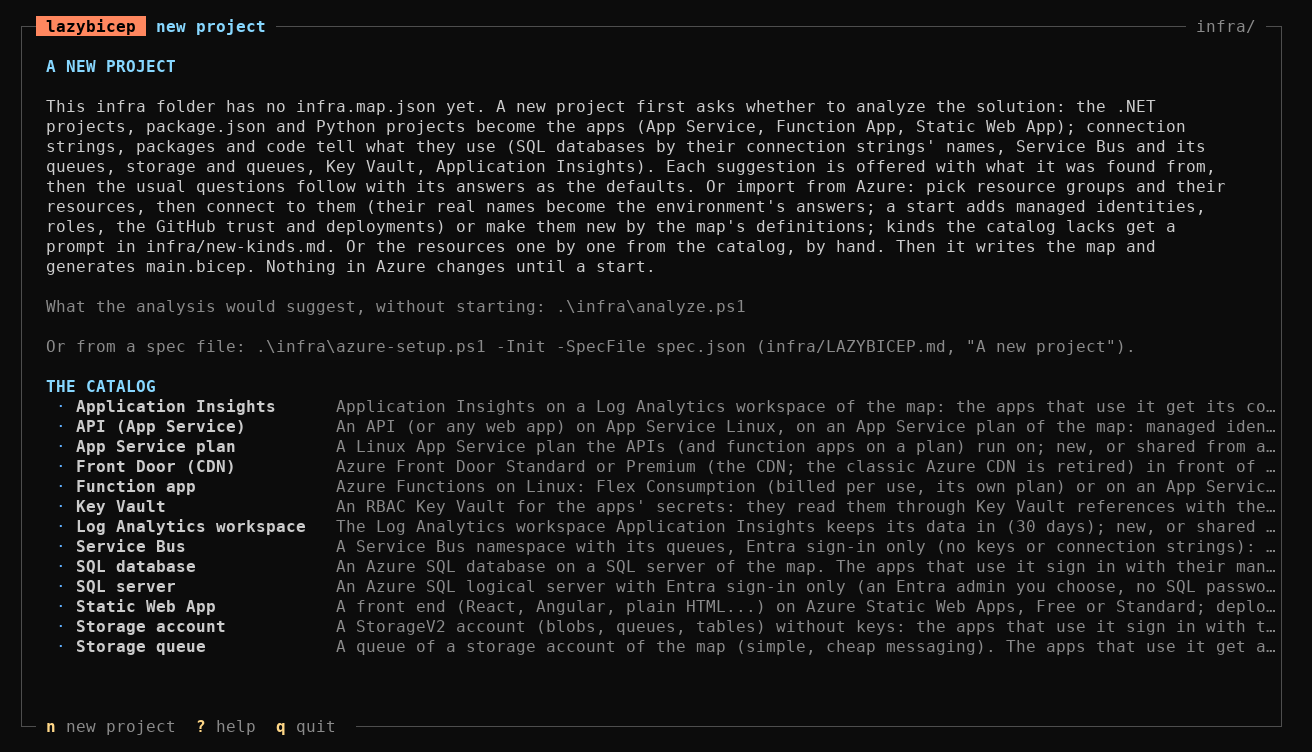 lazybicep new project infra/
A NEW PROJECT
This infra folder has no infra.map.json yet. A new project first asks whether to analyze the solution: the .NET
projects, package.json and Python projects become the apps (App Service, Function App, Static Web App); connection
strings, packages and code tell what they use (SQL databases by their connection strings' names, Service Bus and its
queues, storage and queues, Key Vault, Application Insights). Each suggestion is offered with what it was found from,
then the usual questions follow with its answers as the defaults. Or import from Azure: pick resource groups and their
resources, then connect to them (their real names become the environment's answers; a start adds managed identities,
roles, the GitHub trust and deployments) or make them new by the map's definitions; kinds the catalog lacks get a
prompt in infra/new-kinds.md. Or the resources one by one from the catalog, by hand. Then it writes the map and
generates main.bicep. Nothing in Azure changes until a start.
What the analysis would suggest, without starting: .\infra\analyze.ps1
Or from a spec file: .\infra\azure-setup.ps1 -Init -SpecFile spec.json (infra/LAZYBICEP.md, "A new project").
THE CATALOG
· Application Insights Application Insights on a Log Analytics workspace of the map: the apps that use it get its co…
· API (App Service) An API (or any web app) on App Service Linux, on an App Service plan of the map: managed iden…
· App Service plan A Linux App Service plan the APIs (and function apps on a plan) run on; new, or shared from a…
· Front Door (CDN) Azure Front Door Standard or Premium (the CDN; the classic Azure CDN is retired) in front of …
· Function app Azure Functions on Linux: Flex Consumption (billed per use, its own plan) or on an App Servic…
· Key Vault An RBAC Key Vault for the apps' secrets: they read them through Key Vault references with the…
· Log Analytics workspace The Log Analytics workspace Application Insights keeps its data in (30 days); new, or shared …
· Service Bus A Service Bus namespace with its queues, Entra sign-in only (no keys or connection strings): …
· SQL database An Azure SQL database on a SQL server of the map. The apps that use it sign in with their man…
· SQL server An Azure SQL logical server with Entra sign-in only (an Entra admin you choose, no SQL passwo…
· Static Web App A front end (React, Angular, plain HTML...) on Azure Static Web Apps, Free or Standard; deplo…
· Storage account A StorageV2 account (blobs, queues, tables) without keys: the apps that use it sign in with t…
· Storage queue A queue of a storage account of the map (simple, cheap messaging). The apps that use it get a…
n new project ? help q quit